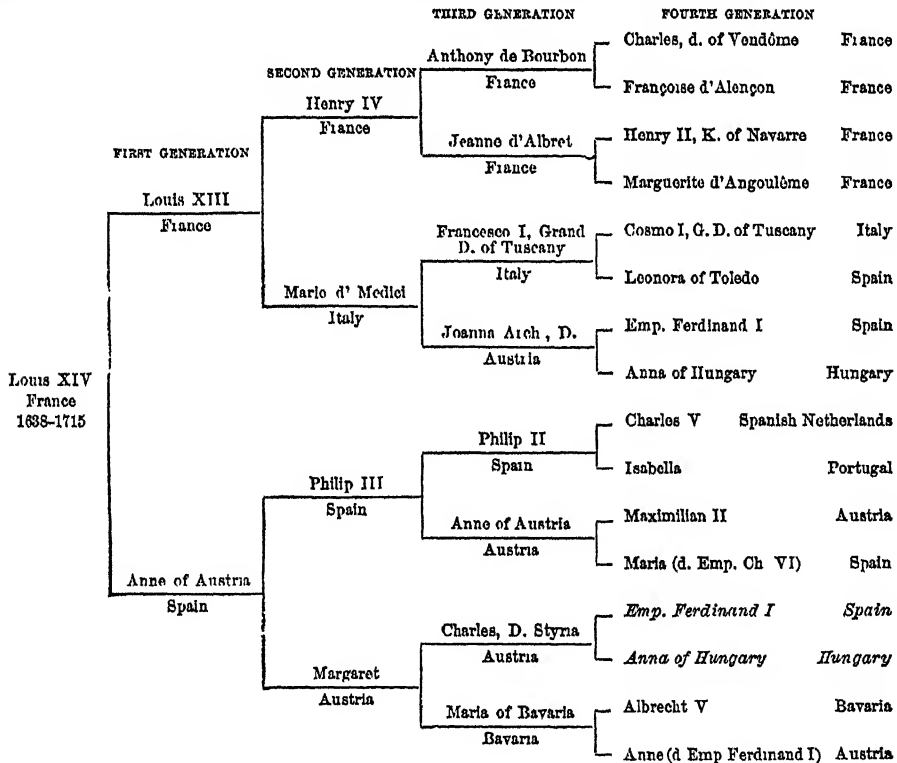 THIRD GENERATION
FOURTH GENERATION
SECOND GENERATION
FIRST GENERATION
Louis XIV
France
1638–1715
Louis XIII
France
Anne of Austria
Spain
Henry IV
France
Marie d' Medici
Italy
Philip III
Spain
Margaret
Austria
Anthony de Bourbon
France
Jeanne d'Albret
France
Francesco I, Grand
D. of Tuscany
Italy
Joanna Arch, D.
Austria
Philip II
Spain
Anne of Austria
Austria
Charles, D. Styria
Austria
Maria of Bavaria
Bavaria
Charles, d. of Vendôme France
Françoise d'Alençon France
Henry II, K. of Navarre France
Marguerite d'Angoulême France
Cosmo I, G. D. of Tuscany Italy
Leonora of Toledo Spain
Emp. Ferdinand I Spain
Anna of Hungary Hungary
Charles V Spanish Netherlands
Isabella Portugal
Maximilian II Austria
Maria (d. Emp. Ch VI) Spain
Emp. Ferdinand I Spain
Anna of Hungary Hungary
Albrecht V Bavaria
Anne (d Emp Ferdinand I) Austria